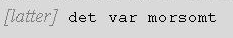 [latter] det var morsomt